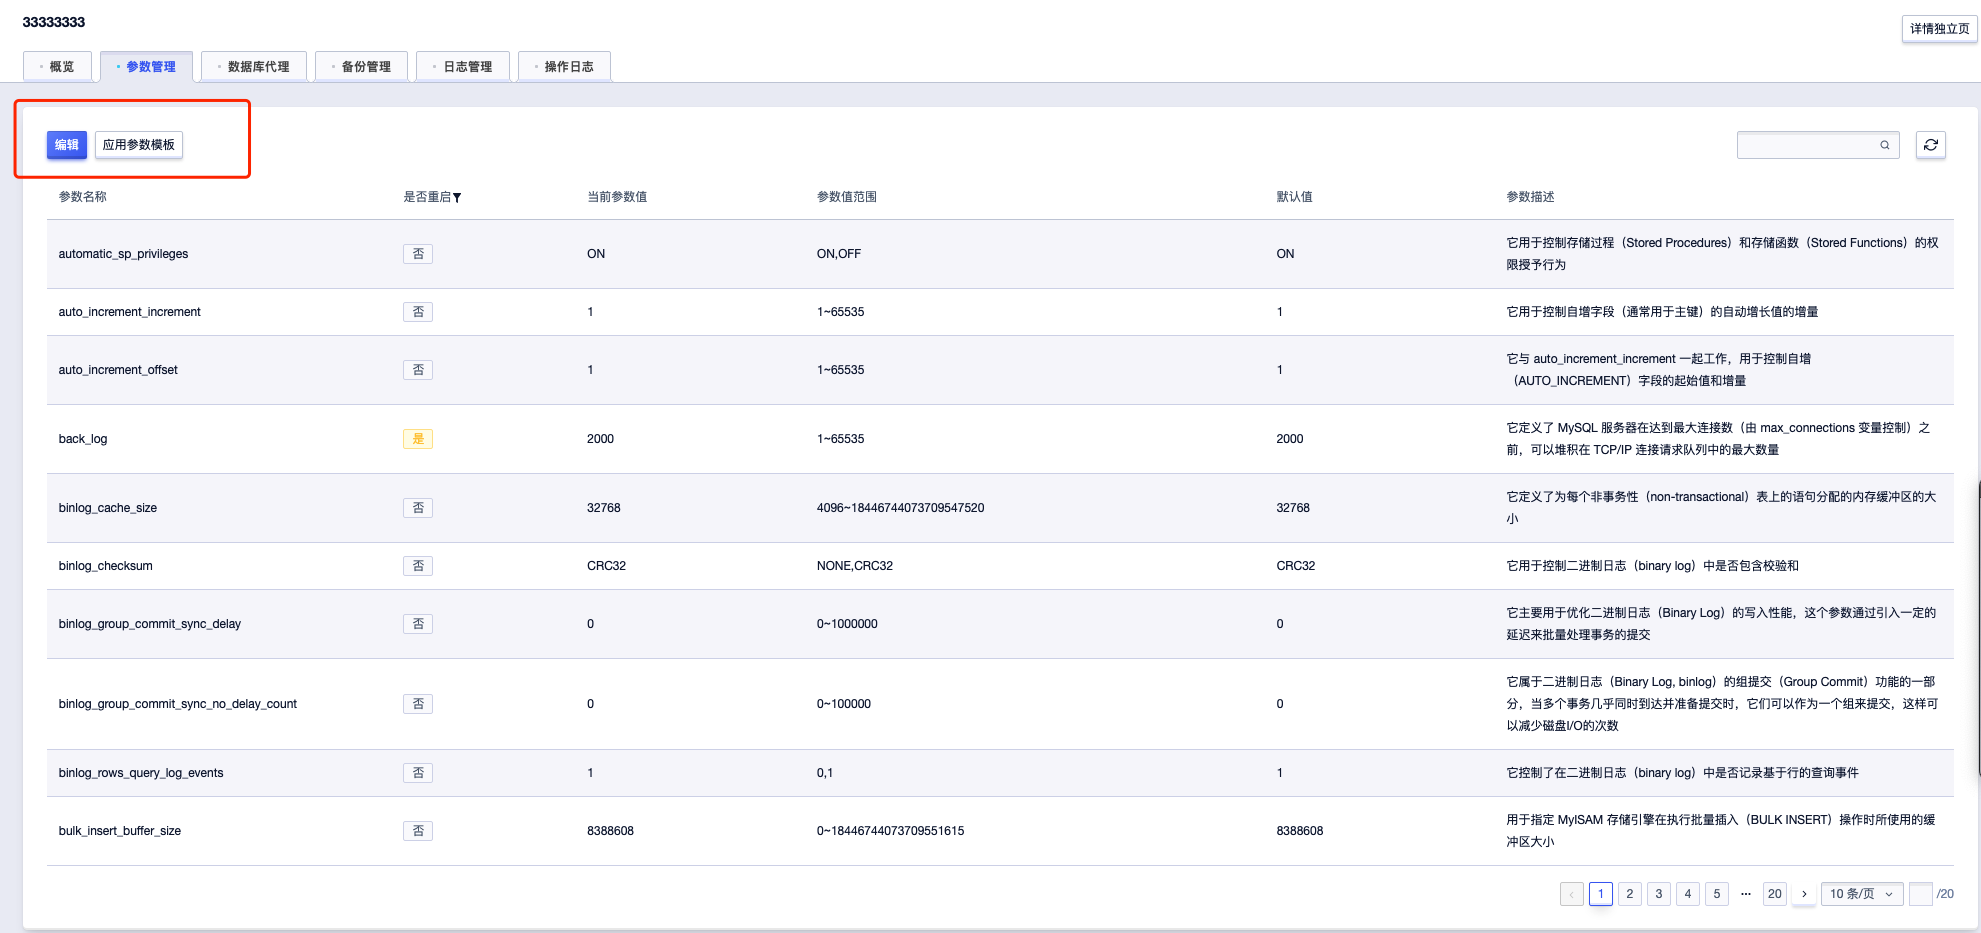 33333333
详情独立页
概览
参数管理
数据库代理
备份管理
日志管理
操作日志
编辑
应用参数模板
参数名称 是否重启 当前参数值 参数值范围 默认值 参数描述
automatic_sp_privileges 否 ON ON,OFF ON 它用于控制存储过程（Stored Procedures）和存储函数（Stored Functions）的权
限授予行为
auto_increment_increment 否 1 1~65535 1 它用于控制自增字段（通常用于主键）的自动增长值的增量
auto_increment_offset 否 1 1~65535 1 它与 auto_increment_increment 一起工作，用于控制自增
（AUTO_INCREMENT）字段的起始值和增量
back_log 是 2000 1~65535 2000 它定义了 MySQL 服务器在达到最大连接数（由 max_connections 变量控制）之
前，可以堆积在 TCP/IP 连接请求队列中的最大数量
binlog_cache_size 否 32768 4096~18446744073709547520 32768 它定义了为每个非事务性（non-transactional）表上的语句分配的内存缓冲区的大
小
binlog_checksum 否 CRC32 NONE,CRC32 CRC32 它用于控制二进制日志（binary log）中是否包含校验和
binlog_group_commit_sync_delay 否 0 0~1000000 0 它主要用于优化二进制日志（Binary Log）的写入性能，这个参数通过引入一定的
延迟来批量处理事务的提交
binlog_group_commit_sync_no_delay_count 否 0 0~100000 0 它属于二进制日志（Binary Log, binlog）的组提交（Group Commit）功能的一部
分，当多个事务几乎同时到达并准备提交时，它们可以作为一个组来提交，这样可
以减少磁盘I/O的次数
binlog_rows_query_log_events 否 1 0,1 1 它控制了在二进制日志（binary log）中是否记录基于行的查询事件
bulk_insert_buffer_size 否 8388608 0~18446744073709551615 8388608 用于指定 MyISAM 存储引擎在执行批量插入（BULK INSERT）操作时所使用的缓
冲区大小
1 2 3 4 5 ··· 20 10 条/页 /20